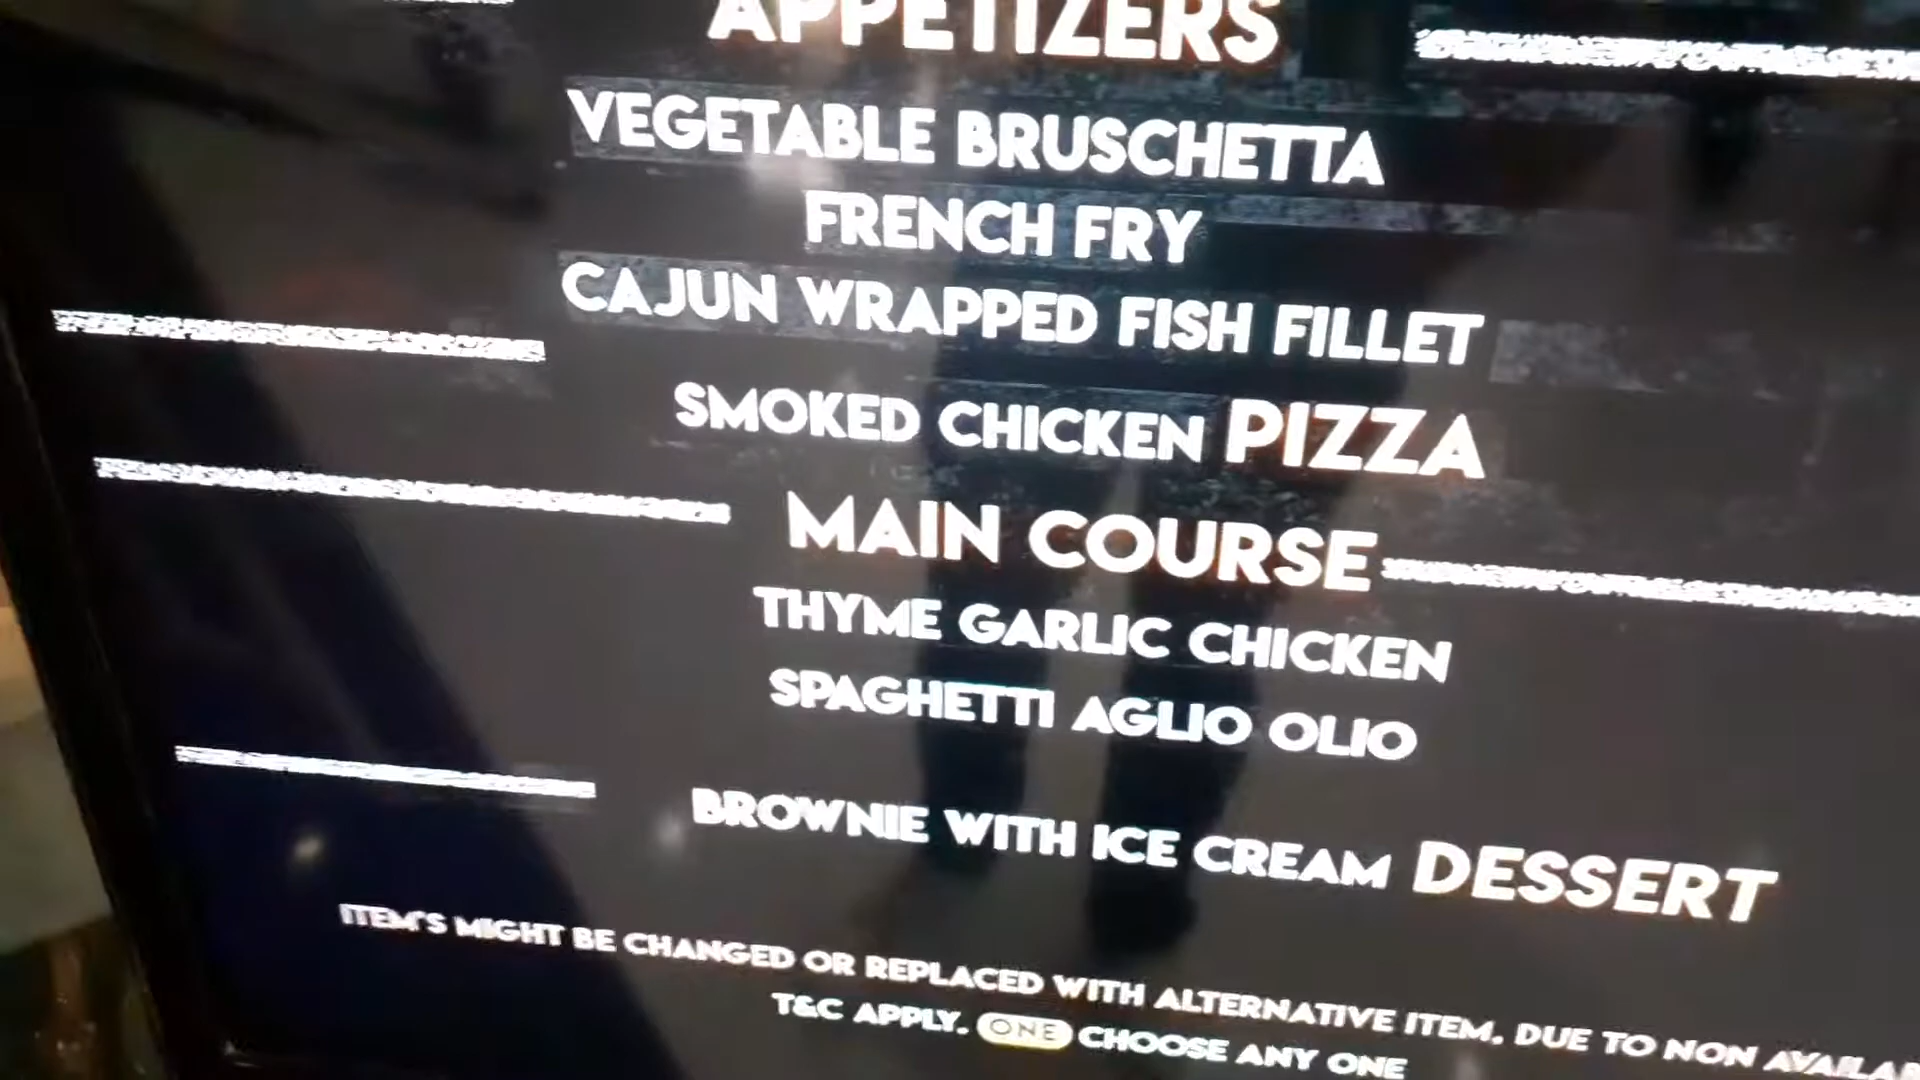 APPETIZERS
VEGETABLE BRUSCHETTA
FRENCH FRY
CAJUN WRAPPED FISH FILLET
SMOKED CHICKEN PIZZA
MAIN COURSE
THYME GARLIC CHICKEN
SPAGHETTI AGLIO OLIO
BROWNIE WITH ICE CREAM DESSERT
ITEM'S MIGHT BE CHANGED OR REPLACED WITH ALTERNATIVE ITEM, DUE TO NON
T&C APPLY. ONE CHOOSE ANY ONE